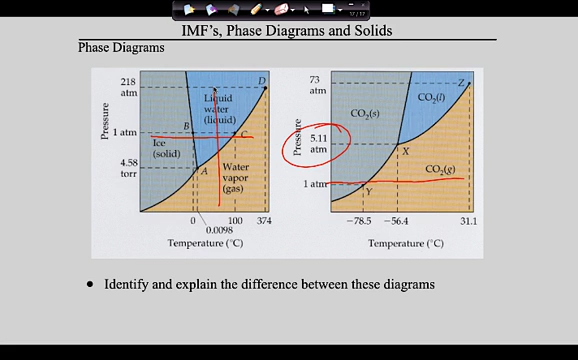 IMF's, Phase Diagrams and Solids
Phase Diagrams
218
atm
1 atm
4.58
torr
Pressure
Liquid
water
(liquid)
Ice
(solid)
Water
vapor
(gas)
A
B
C
D
0
0.0098
100
374
Temperature (°C)
73
atm
5.11
atm
1 atm
Pressure
CO₂(s)
CO₂(l)
CO₂(g)
X
Y
Z
−78.5
−56.4
31.1
Temperature (°C)
• Identify and explain the difference between these diagrams